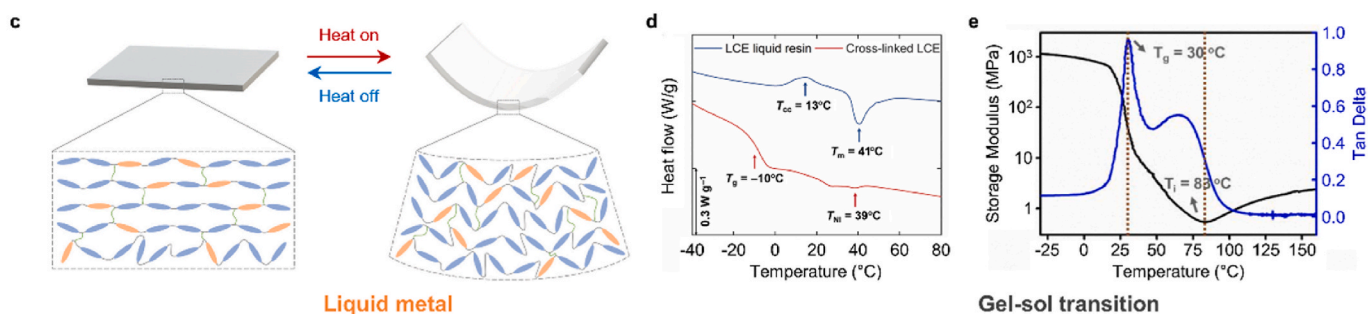 c
Heat on
Heat off
Liquid metal
d
LCE liquid resin
Cross-linked LCE
Heat flow (W/g)
0.3 W g⁻¹
Tcc = 13°C
Tm = 41°C
Tg = –10°C
TNI = 39°C
-40 -20 0 20 40 60 80
Temperature (°C)
e
Storage Modulus (MPa)
10³
10²
10
1
Tg = 30 °C
Ti = 83 °C
1.0
0.8
0.6
0.4
0.2
0.0
Tan Delta
-25 0 25 50 75 100 125 150
Temperature (°C)
Gel-sol transition